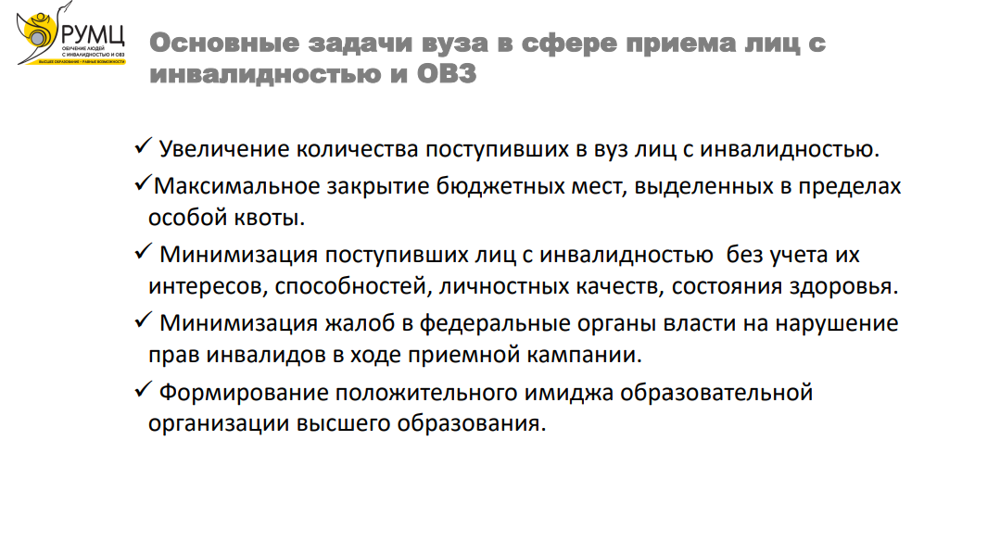 РУМЦ
ОБУЧЕНИЕ ЛЮДЕЙ
С ИНВАЛИДНОСТЬЮ И ОВЗ
ВЫСШЕЕ ОБРАЗОВАНИЕ – РАВНЫЕ ВОЗМОЖНОСТИ
Основные задачи вуза в сфере приема лиц с
инвалидностью и ОВЗ
✓ Увеличение количества поступивших в вуз лиц с инвалидностью.
✓Максимальное закрытие бюджетных мест, выделенных в пределах
особой квоты.
✓ Минимизация поступивших лиц с инвалидностью  без учета их
интересов, способностей, личностных качеств, состояния здоровья.
✓ Минимизация жалоб в федеральные органы власти на нарушение
прав инвалидов в ходе приемной кампании.
✓ Формирование положительного имиджа образовательной
организации высшего образования.